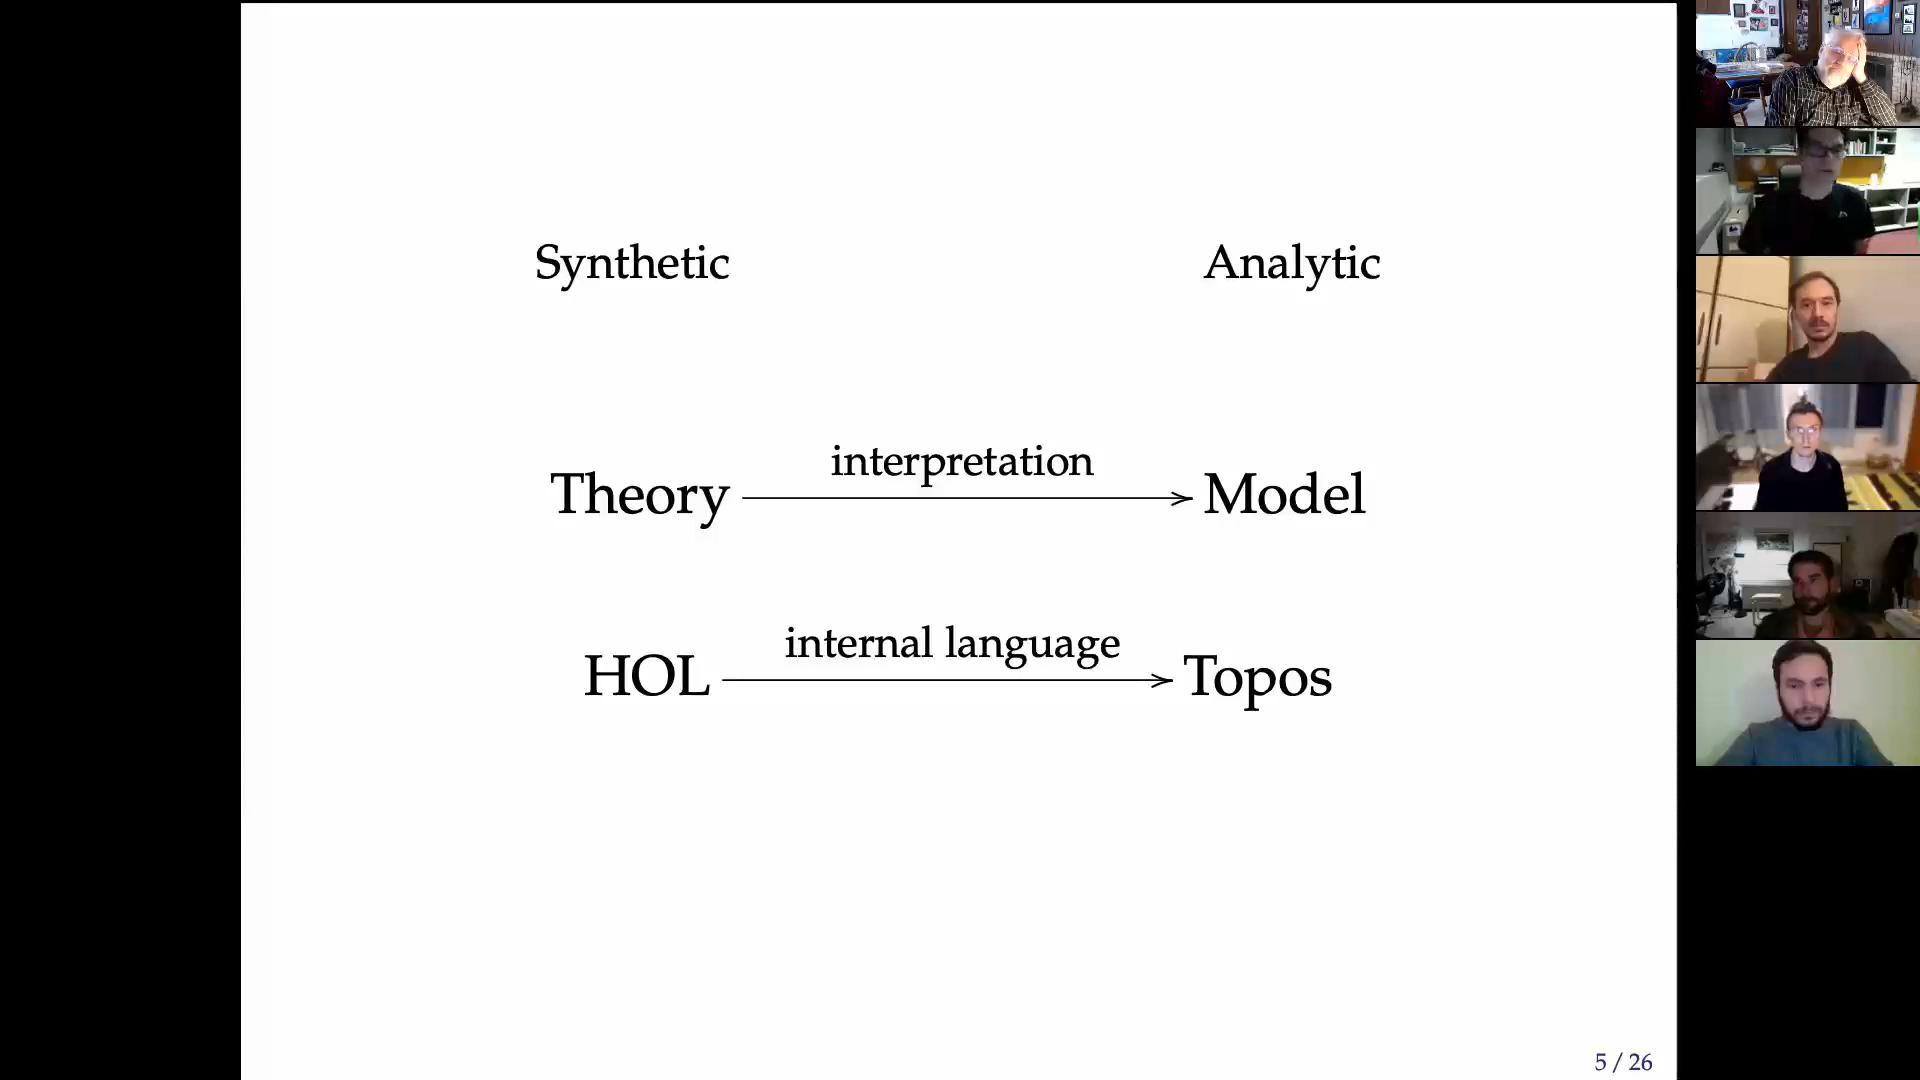 Synthetic Analytic
interpretation
Theory Model
internal language
HOL Topos
5 / 26